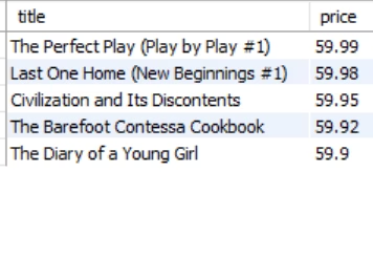 title price
The Perfect Play (Play by Play #1) 59.99
Last One Home (New Beginnings #1) 59.98
Civilization and Its Discontents 59.95
The Barefoot Contessa Cookbook 59.92
The Diary of a Young Girl 59.9